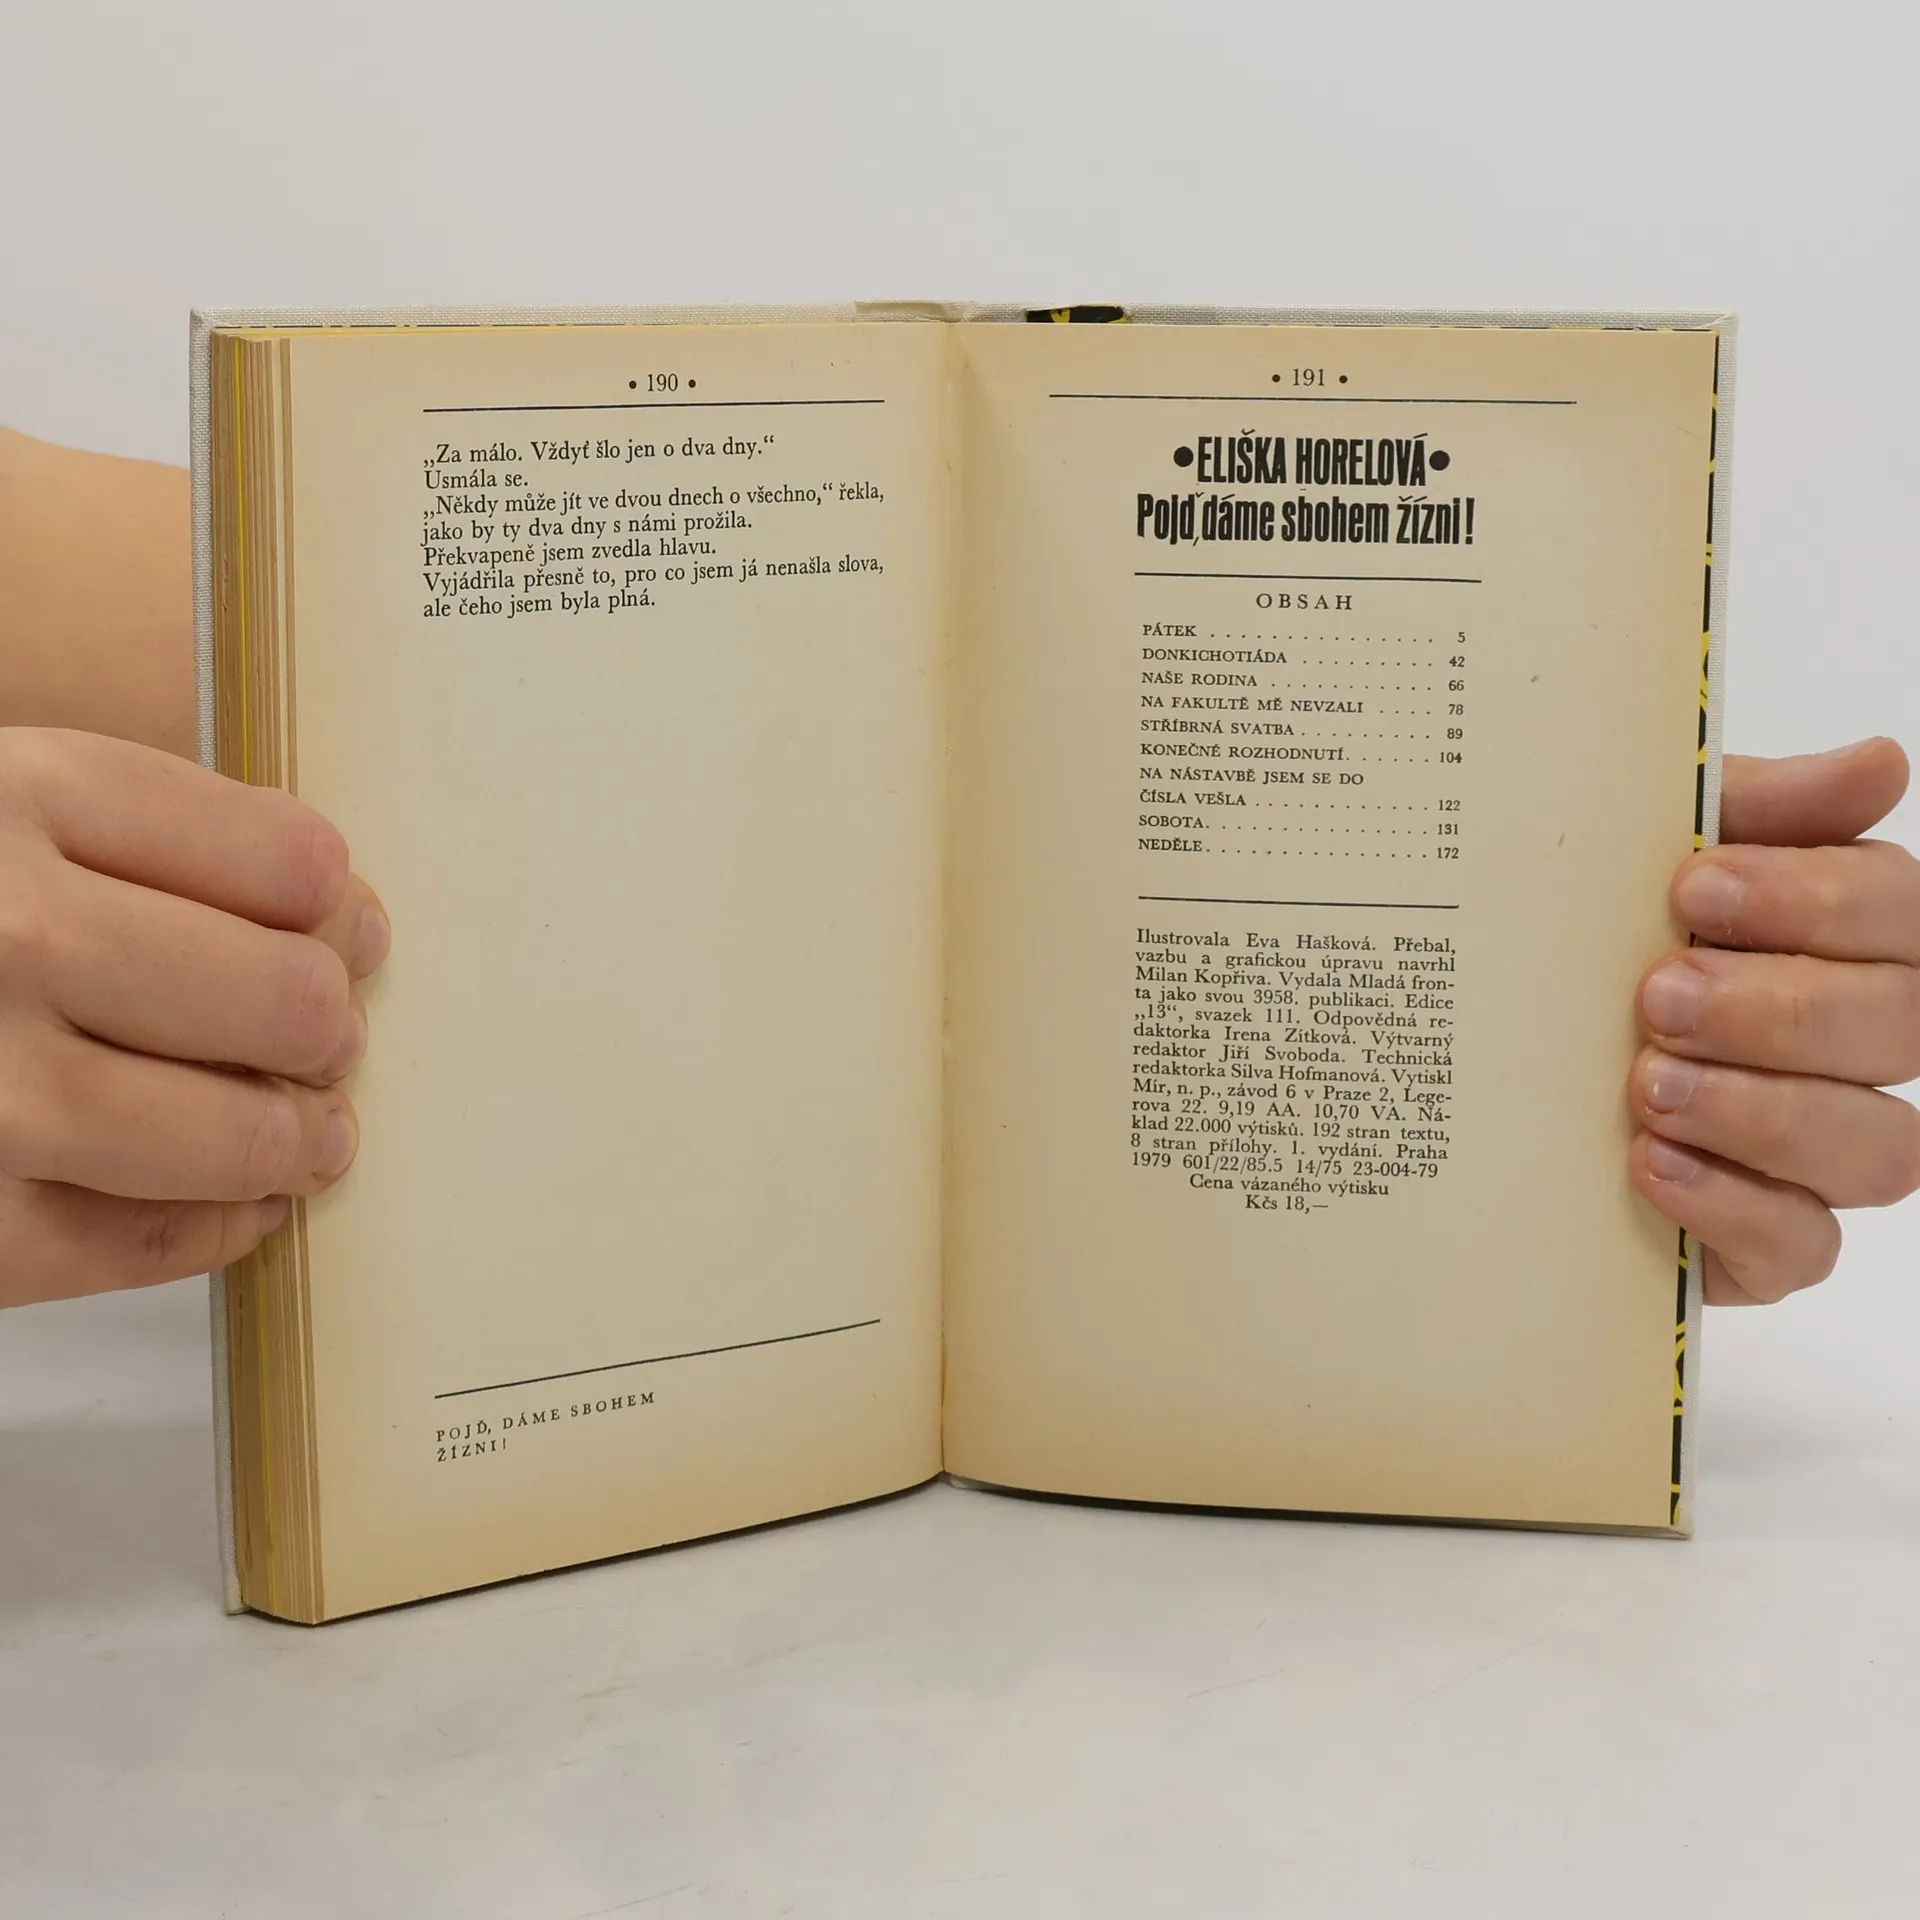 • 190 •
„Za málo. Vždyť šlo jen o dva dny.“
Usmála se.
„Někdy může jít ve dvou dnech o všechno,“ řekla,
jako by ty dva dny s námi prožila.
Překvapeně jsem zvedla hlavu.
Vyjádřila přesně to, pro co jsem já nenašla slova,
ale čeho jsem byla plná.
POJĎ, DÁME SBOHEM
ŽÍZNI!
• 191 •
•ELIŠKA HORELOVÁ•
Pojď, dáme sbohem žízni!
OBSAH
PÁTEK . . . . . . . . . . . . . . . 5
DONKICHOTIÁDA . . . . . . . . . 42
NAŠE RODINA . . . . . . . . . . . 66
NA FAKULTĚ MĚ NEVZALI . . . . 78
STŘÍBRNÁ SVATBA . . . . . . . . . 89
KONEČNÉ ROZHODNUTÍ. . . . . . 104
NA NÁSTAVBĚ JSEM SE DO
ČÍSLA VEŠLA . . . . . . . . . . . . 122
SOBOTA. . . . . . . . . . . . . . . 131
NEDĚLE. . . . . . . . . . . . . . . 172
Ilustrovala Eva Hašková. Přebal,
vazbu a grafickou úpravu navrhl
Milan Kopřiva. Vydala Mladá fron-
ta jako svou 3958. publikaci. Edice
„13“, svazek 111. Odpovědná re-
daktorka Irena Zítková. Výtvarný
redaktor Jiří Svoboda. Technická
redaktorka Silva Hofmanová. Vytiskl
Mír, n. p., závod 6 v Praze 2, Lege-
rova 22. 9,19 AA. 10,70 VA. Ná-
klad 22.000 výtisků. 192 stran textu,
8 stran přílohy. 1. vydání. Praha
1979 601/22/85.5 14/75 23-004-79
Cena vázaného výtisku
Kčs 18,—